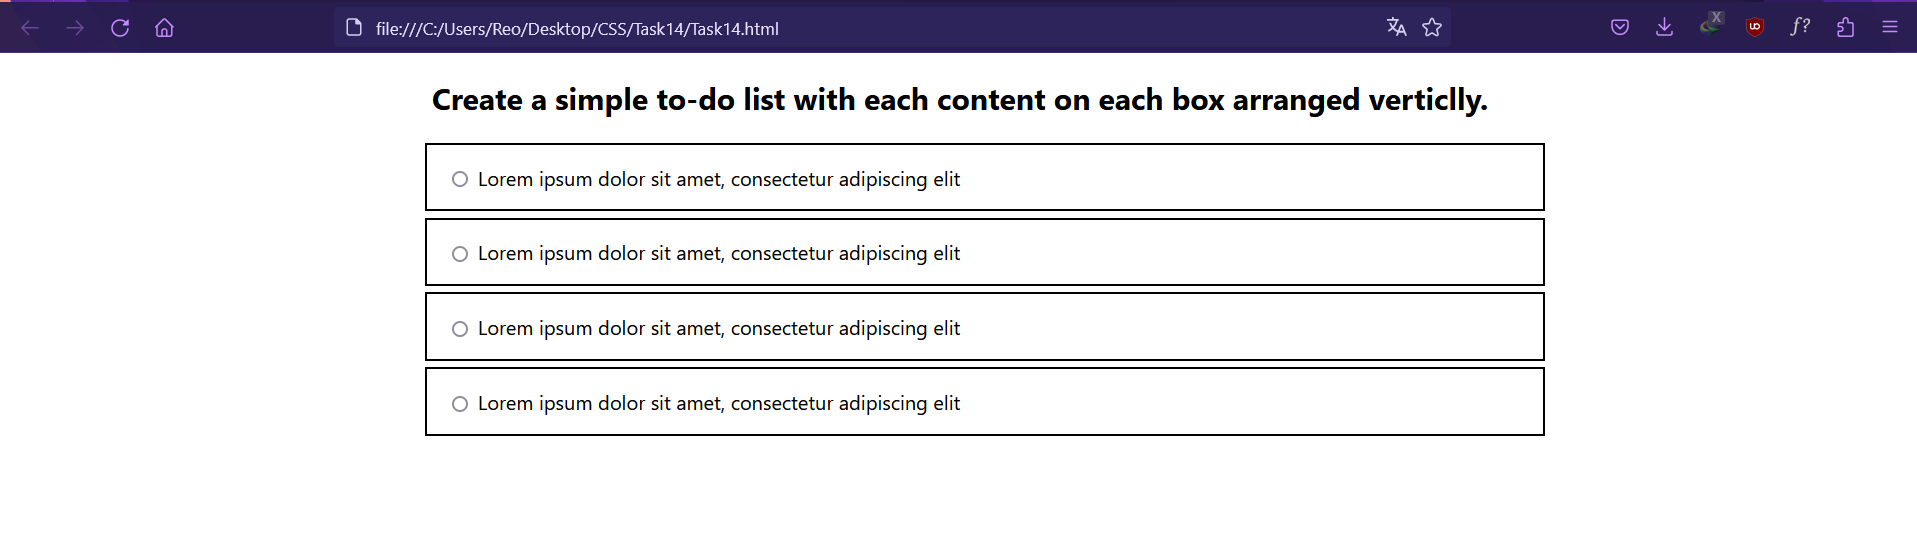 file:///C:/Users/Reo/Desktop/CSS/Task14/Task14.html
X
uo
f?
Create a simple to-do list with each content on each box arranged verticlly.
Lorem ipsum dolor sit amet, consectetur adipiscing elit
Lorem ipsum dolor sit amet, consectetur adipiscing elit
Lorem ipsum dolor sit amet, consectetur adipiscing elit
Lorem ipsum dolor sit amet, consectetur adipiscing elit